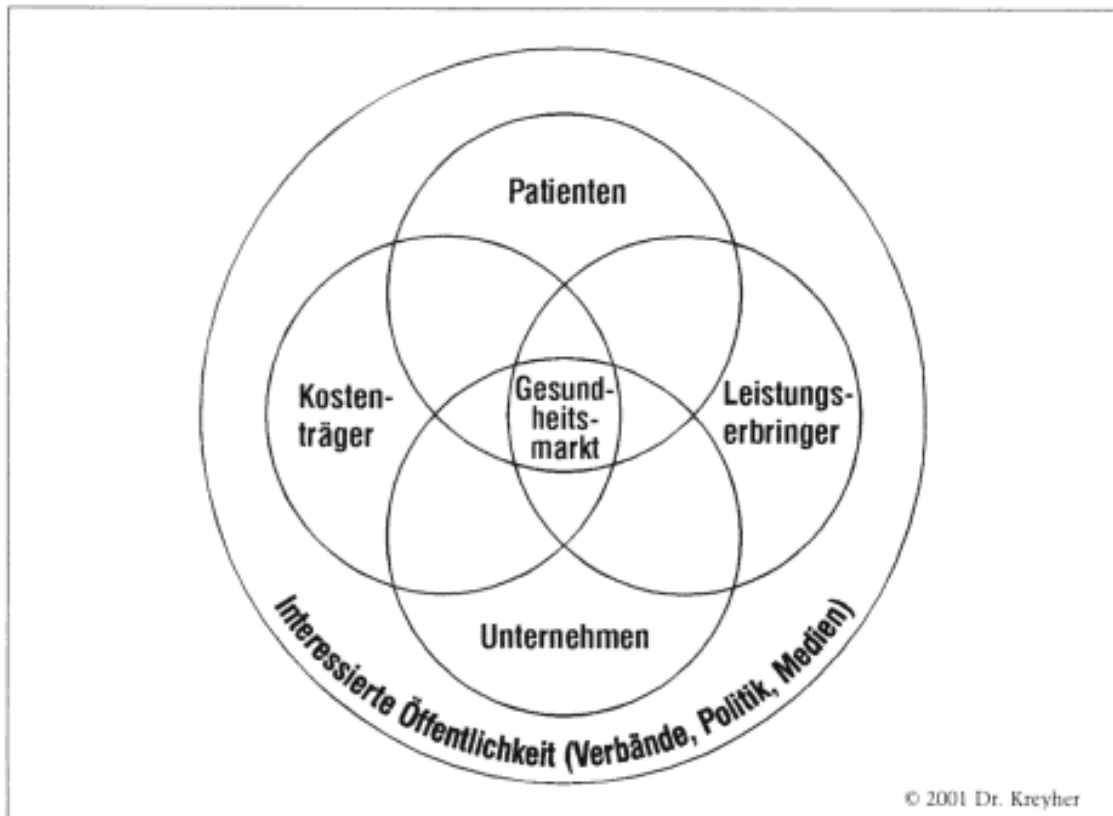 Patienten
Kosten-
träger
Gesund-
heits-
markt
Leistungs-
erbringer
Unternehmen
Interessierte Öffentlichkeit (Verbände, Politik, Medien)
© 2001 Dr. Kreyher